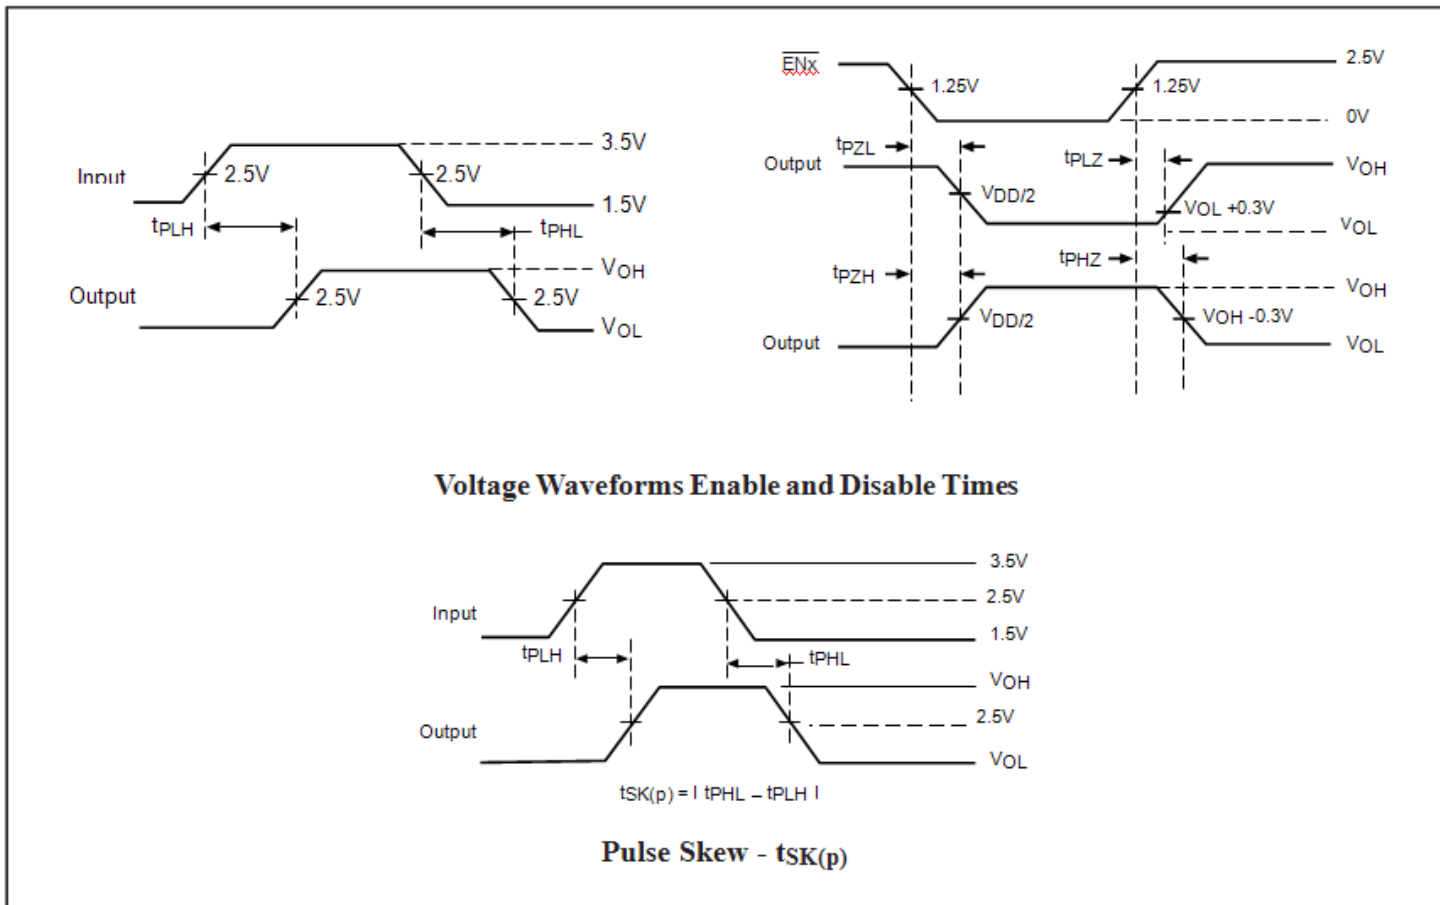 Input
2.5V
2.5V
3.5V
1.5V
tPLH
tPHL
Output
2.5V
2.5V
VOH
VOL
ENx
1.25V
1.25V
2.5V
0V
Output
tPZL
VDD/2
tPLZ
VOL +0.3V
VOH
VOL
tPZH
tPHZ
Output
VDD/2
VOH -0.3V
VOH
VOL
Voltage Waveforms Enable and Disable Times
Input
3.5V
2.5V
1.5V
tPLH
tPHL
Output
VOH
2.5V
VOL
tSK(p) = | tPHL – tPLH |
Pulse Skew - tSK(p)